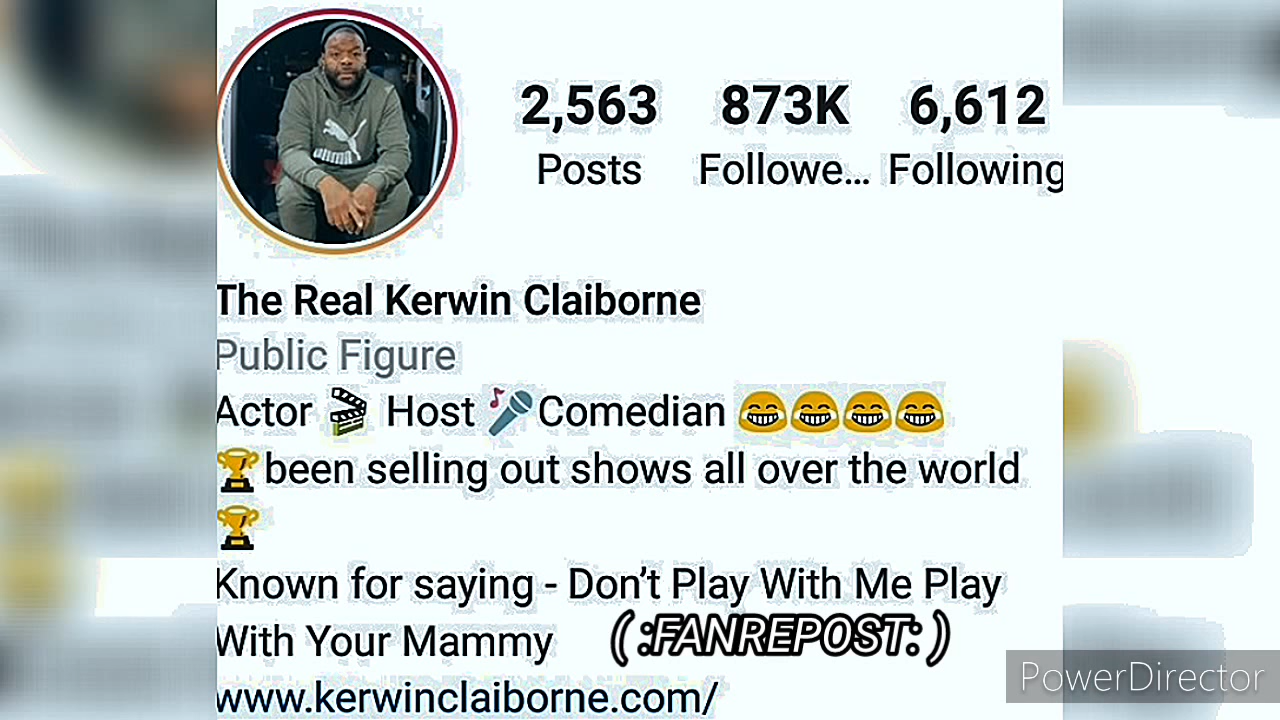 PUMA
2,563 873K 6,612
Posts Followe... Following
The Real Kerwin Claiborne
Public Figure
Actor 🎬 Host 🎤Comedian 😂😂😂😂
🏆been selling out shows all over the world
🏆
Known for saying - Don't Play With Me Play
With Your Mammy
(:FANREPOST:)
www.kerwinclaiborne.com/
PowerDirector